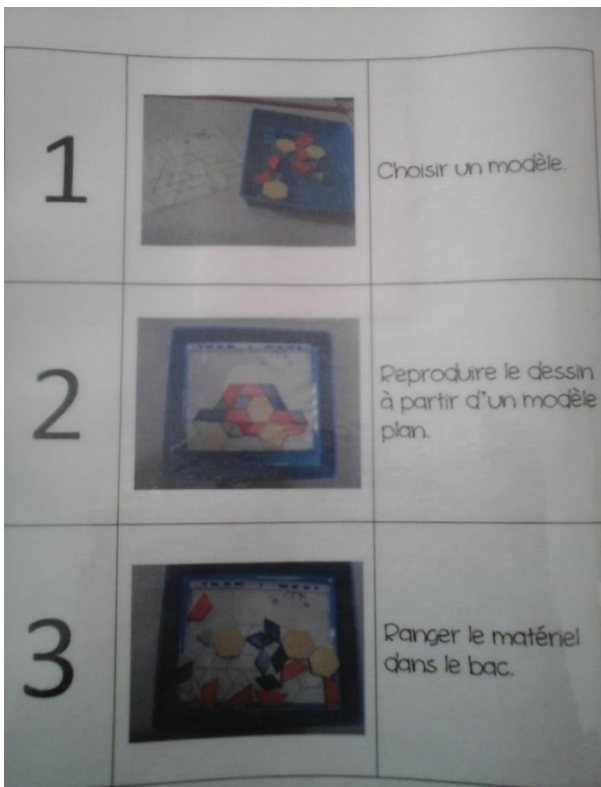 1
Choisir un modèle.
2
Reproduire le dessin
à partir d'un modèle
plan.
3
Ranger le matériel
dans le bac.